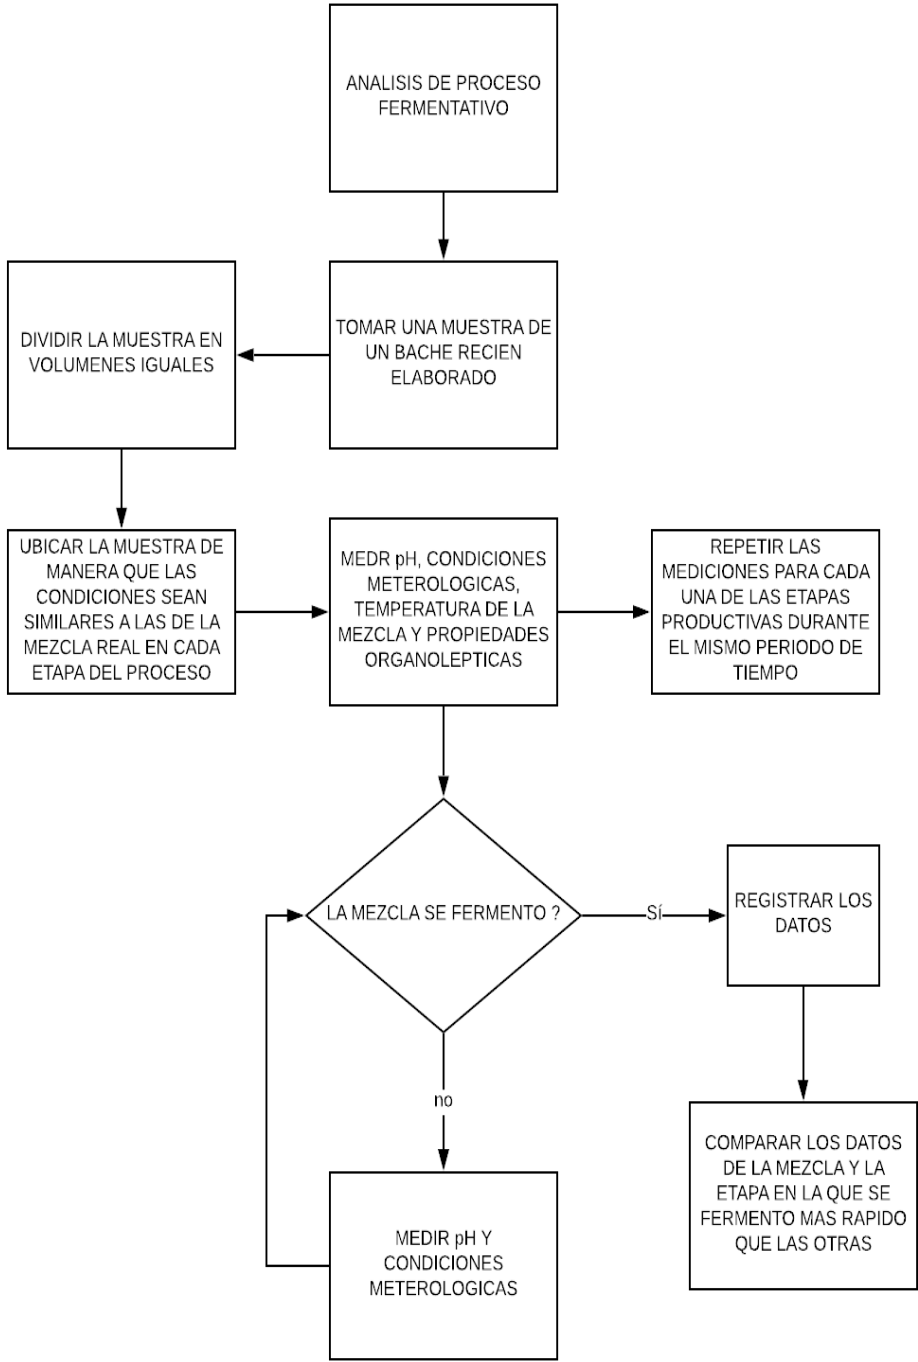 ANALISIS DE PROCESO
FERMENTATIVO
TOMAR UNA MUESTRA DE
UN BACHE RECIEN
ELABORADO
DIVIDIR LA MUESTRA EN
VOLUMENES IGUALES
UBICAR LA MUESTRA DE
MANERA QUE LAS
CONDICIONES SEAN
SIMILARES A LAS DE LA
MEZCLA REAL EN CADA
ETAPA DEL PROCESO
MEDR pH, CONDICIONES
METEROLOGICAS,
TEMPERATURA DE LA
MEZCLA Y PROPIEDADES
ORGANOLEPTICAS
REPETIR LAS
MEDICIONES PARA CADA
UNA DE LAS ETAPAS
PRODUCTIVAS DURANTE
EL MISMO PERIODO DE
TIEMPO
LA MEZCLA SE FERMENTO ?
Sí
REGISTRAR LOS
DATOS
no
COMPARAR LOS DATOS
DE LA MEZCLA Y LA
ETAPA EN LA QUE SE
FERMENTO MAS RAPIDO
QUE LAS OTRAS
MEDIR pH Y
CONDICIONES
METEROLOGICAS